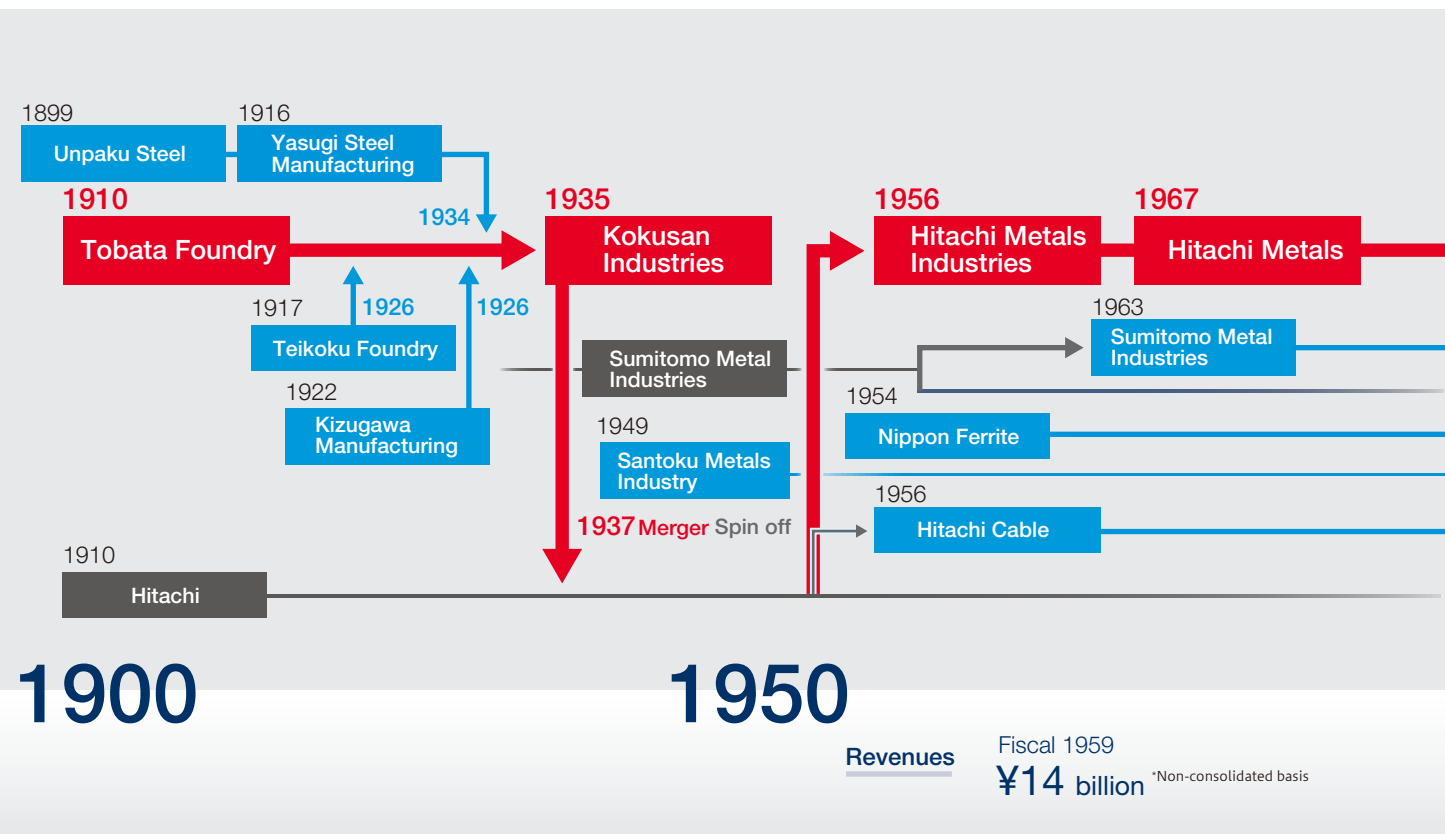 1899
Unpaku Steel
1916
Yasugi Steel
Manufacturing
1910
Tobata Foundry
1934
1935
Kokusan
Industries
1956
Hitachi Metals
Industries
1967
Hitachi Metals
1917
1926
Teikoku Foundry
1926
1922
Kizugawa
Manufacturing
Sumitomo Metal
Industries
1963
Sumitomo Metal
Industries
1954
Nippon Ferrite
1949
Santoku Metals
Industry
1956
Hitachi Cable
1937 Merger Spin off
1910
Hitachi
1900
1950
Revenues
Fiscal 1959
¥14 billion *Non-consolidated basis